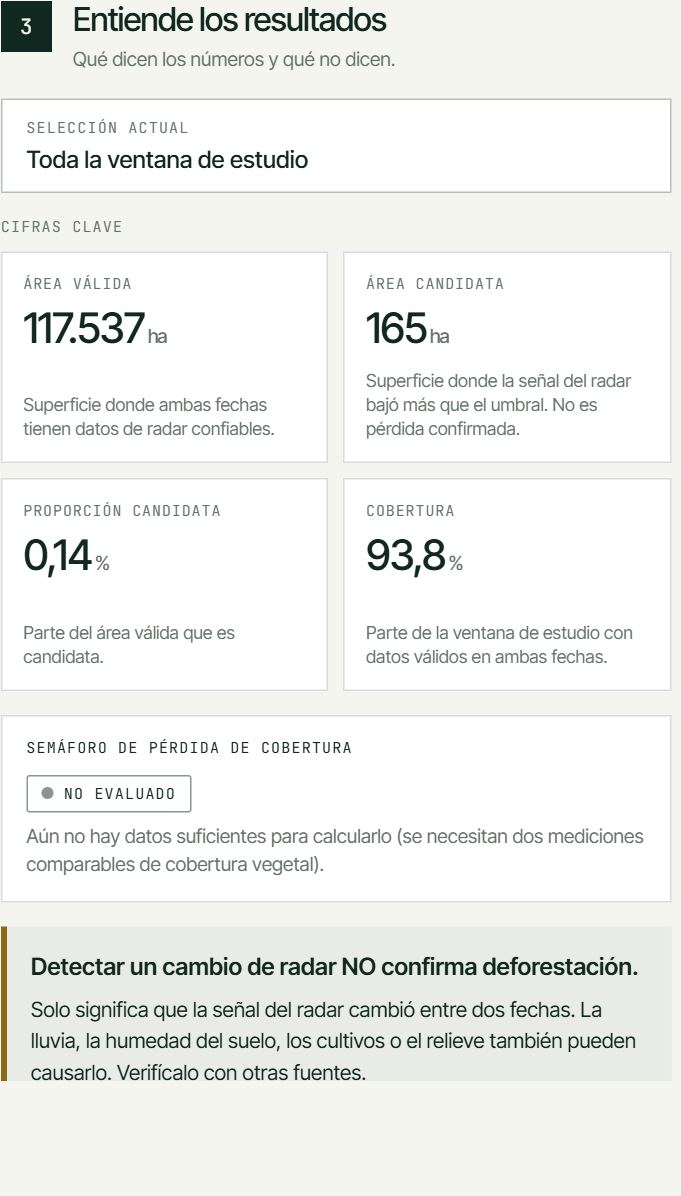 3
Entiende los resultados
Qué dicen los números y qué no dicen.
SELECCIÓN ACTUAL
Toda la ventana de estudio
CIFRAS CLAVE
ÁREA VÁLIDA
117.537 ha
Superficie donde ambas fechas
tienen datos de radar confiables.
ÁREA CANDIDATA
165 ha
Superficie donde la señal del radar
bajó más que el umbral. No es
pérdida confirmada.
PROPORCIÓN CANDIDATA
0,14 %
Parte del área válida que es
candidata.
COBERTURA
93,8 %
Parte de la ventana de estudio con
datos válidos en ambas fechas.
SEMÁFORO DE PÉRDIDA DE COBERTURA
NO EVALUADO
Aún no hay datos suficientes para calcularlo (se necesitan dos mediciones
comparables de cobertura vegetal).
Detectar un cambio de radar NO confirma deforestación.
Solo significa que la señal del radar cambió entre dos fechas. La
lluvia, la humedad del suelo, los cultivos o el relieve también pueden
causarlo. Verifícalo con otras fuentes.